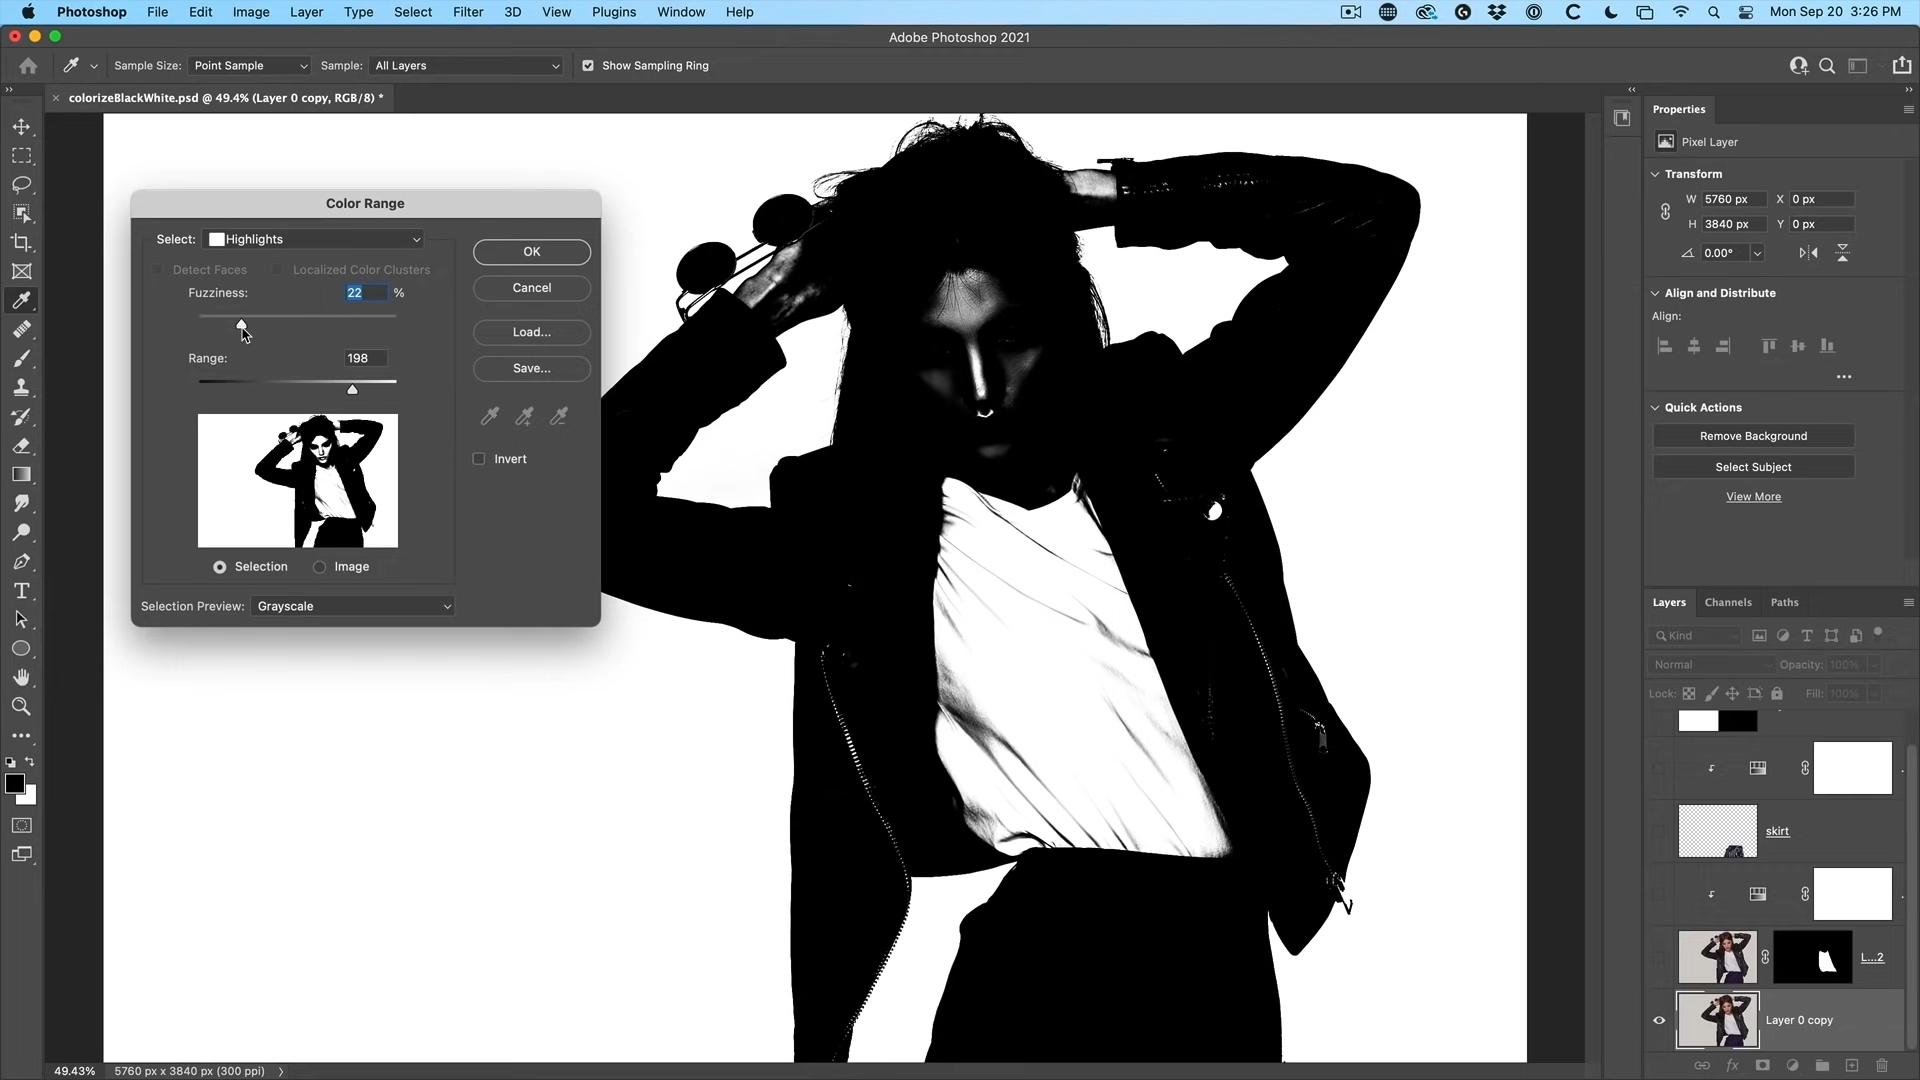 Photoshop File Edit Image Layer Type Select Filter 3D View Plugins Window Help Mon Sep 20 3:26 PM
Adobe Photoshop 2021
Sample Size: Point Sample Sample: All Layers Show Sampling Ring
colorizeBlackWhite.psd @ 49.4% (Layer 0 copy, RGB/8) *
Color Range
Select: Highlights
Detect Faces Localized Color Clusters
Fuzziness: 22 %
Range: 198
Selection Image
Selection Preview: Grayscale
OK
Cancel
Load...
Save...
Invert
Properties
Pixel Layer
Transform
W 5760 px X 0 px
H 3840 px Y 0 px
0.00°
Align and Distribute
Align:
Quick Actions
Remove Background
Select Subject
View More
Layers Channels Paths
Kind
Normal Opacity: 100%
Lock: Fill: 100%
skirt
L...2
Layer 0 copy
49.43% 5760 px x 3840 px (300 ppi)